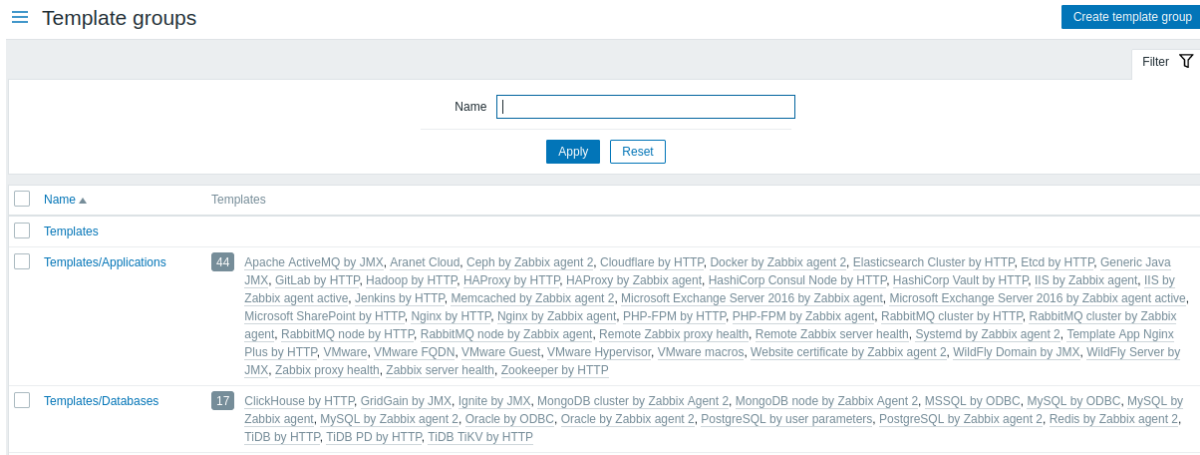 Template groups
Create template group
Filter
Name
Apply Reset
Name Templates
Templates
Templates/Applications 44 Apache ActiveMQ by JMX, Aranet Cloud, Ceph by Zabbix agent 2, Cloudflare by HTTP, Docker by Zabbix agent 2, Elasticsearch Cluster by HTTP, Etcd by HTTP, Generic Java
JMX, GitLab by HTTP, Hadoop by HTTP, HAProxy by HTTP, HAProxy by Zabbix agent, HashiCorp Consul Node by HTTP, HashiCorp Vault by HTTP, IIS by Zabbix agent, IIS by
Zabbix agent active, Jenkins by HTTP, Memcached by Zabbix agent 2, Microsoft Exchange Server 2016 by Zabbix agent, Microsoft Exchange Server 2016 by Zabbix agent active,
Microsoft SharePoint by HTTP, Nginx by HTTP, Nginx by Zabbix agent, PHP-FPM by HTTP, PHP-FPM by Zabbix agent, RabbitMQ cluster by HTTP, RabbitMQ cluster by Zabbix
agent, RabbitMQ node by HTTP, RabbitMQ node by Zabbix agent, Remote Zabbix proxy health, Remote Zabbix server health, Systemd by Zabbix agent 2, Template App Nginx
Plus by HTTP, VMware, VMware FQDN, VMware Guest, VMware Hypervisor, VMware macros, Website certificate by Zabbix agent 2, WildFly Domain by JMX, WildFly Server by
JMX, Zabbix proxy health, Zabbix server health, Zookeeper by HTTP
Templates/Databases 17 ClickHouse by HTTP, GridGain by JMX, Ignite by JMX, MongoDB cluster by Zabbix Agent 2, MongoDB node by Zabbix Agent 2, MSSQL by ODBC, MySQL by ODBC, MySQL by
Zabbix agent, MySQL by Zabbix agent 2, Oracle by ODBC, Oracle by Zabbix agent 2, PostgreSQL by user parameters, PostgreSQL by Zabbix agent 2, Redis by Zabbix agent 2,
TiDB by HTTP, TiDB PD by HTTP, TiDB TiKV by HTTP